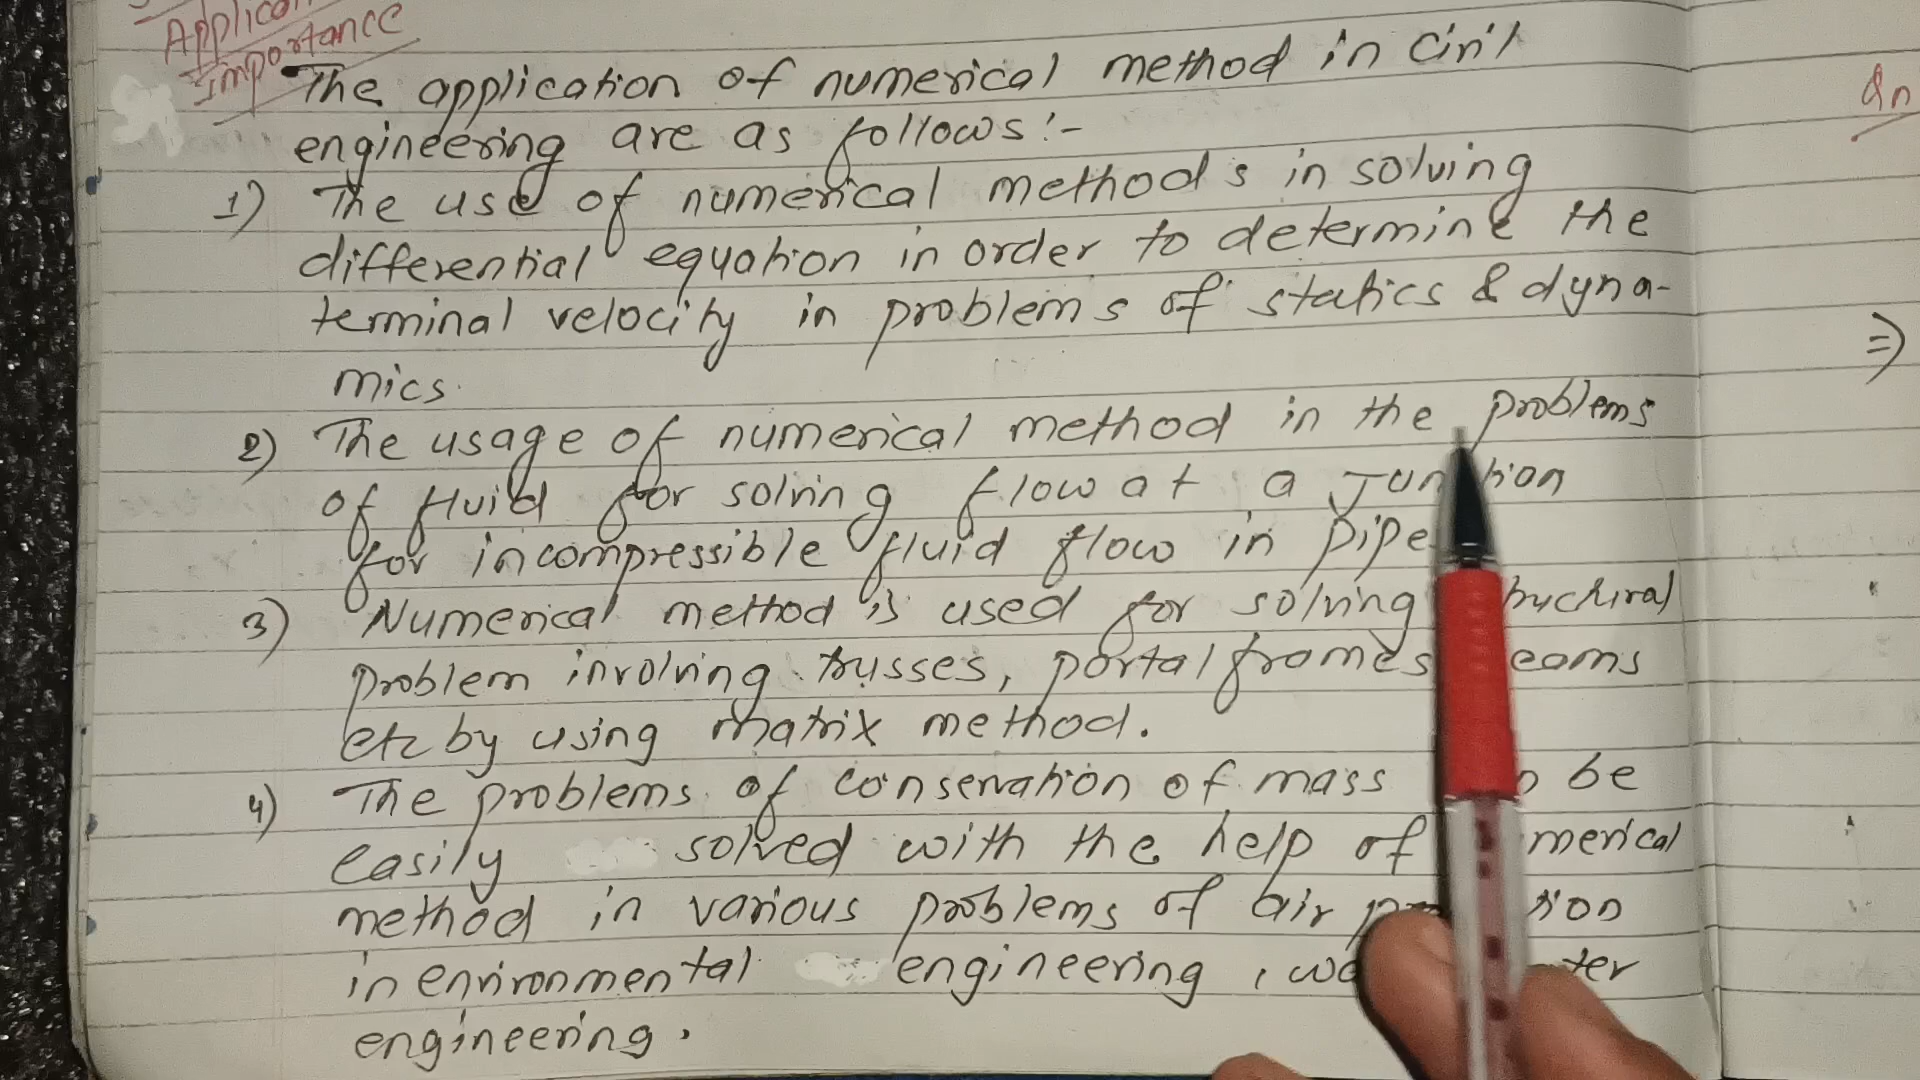 Importance
The application of numerical method in Civil
engineering are as follows:-
1) The use of numerical methods in solving
differential equation in order to determine the
terminal velocity in problems of statics & dyna-
mics.
2) The usage of numerical method in the problems
of fluid for solving flow at a
for incompressible fluid flow in pipe
3) Numerical method is used for solving
problem involving trusses, portal frames
etc by using matrix method.
4) The problems of conservation of mass be
easily solved with the help of
method in various problems of air
in environmental engineering,
engineering.
Qn
=>